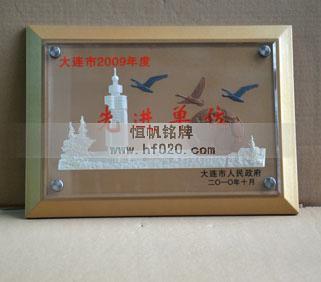 大连市2009年度
先进单位
恒帆铭牌
www.hf020.com
大连市人民政府
二〇一〇年十月